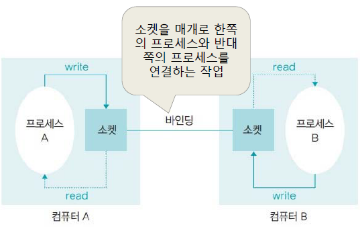 소켓을 매개로 한쪽
의 프로세스와 반대
쪽의 프로세스를
연결하는 작업
write
read
프로세스
A
소켓
바인딩
소켓
프로세스
B
read
write
컴퓨터 A
컴퓨터 B